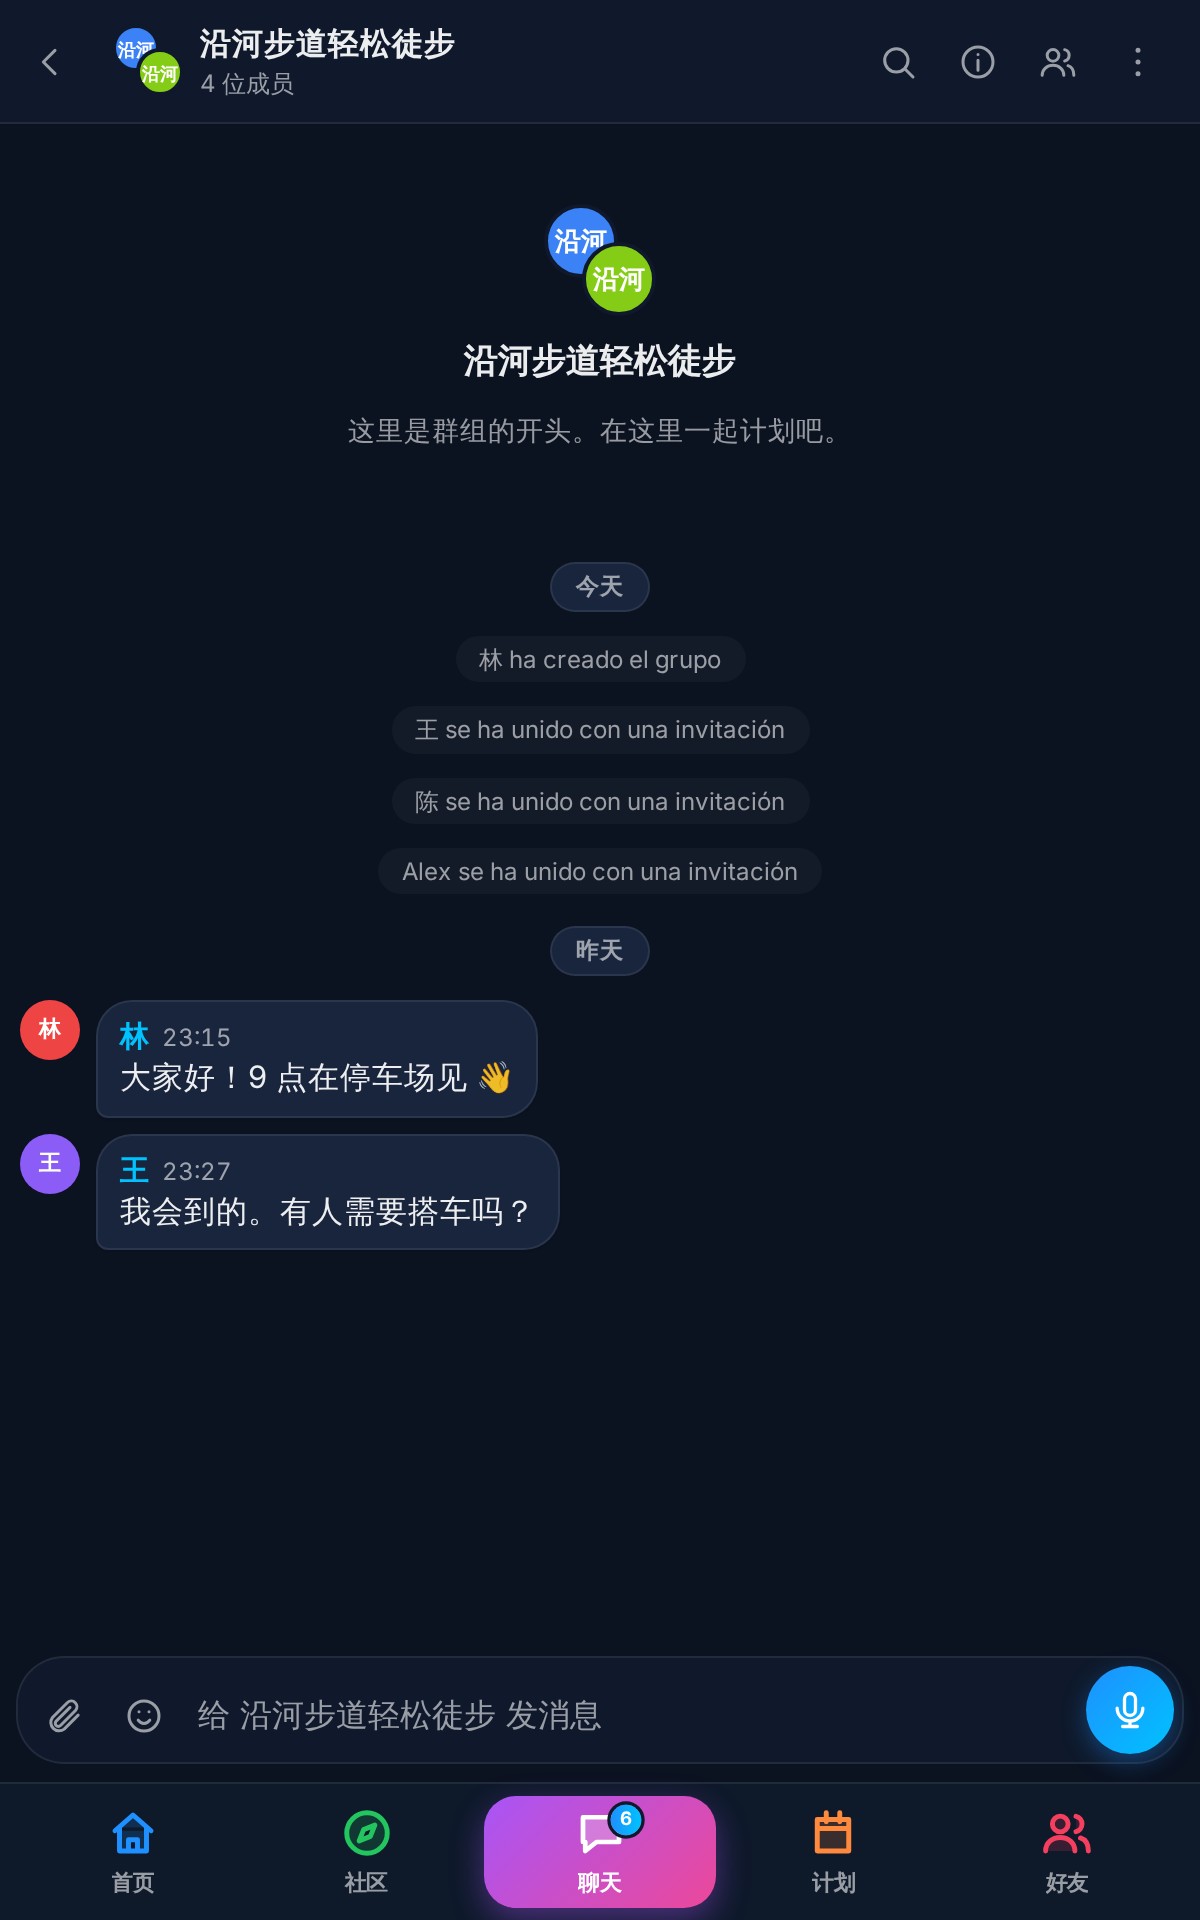 沿河
沿河
沿河步道轻松徒步
4 位成员
沿河
沿河
沿河步道轻松徒步
这里是群组的开头。在这里一起计划吧。
今天
林 ha creado el grupo
王 se ha unido con una invitación
陈 se ha unido con una invitación
Alex se ha unido con una invitación
昨天
林
林 23:15
大家好！9 点在停车场见 👋
王
王 23:27
我会到的。有人需要搭车吗？
给 沿河步道轻松徒步 发消息
6
首页
社区
聊天
计划
好友